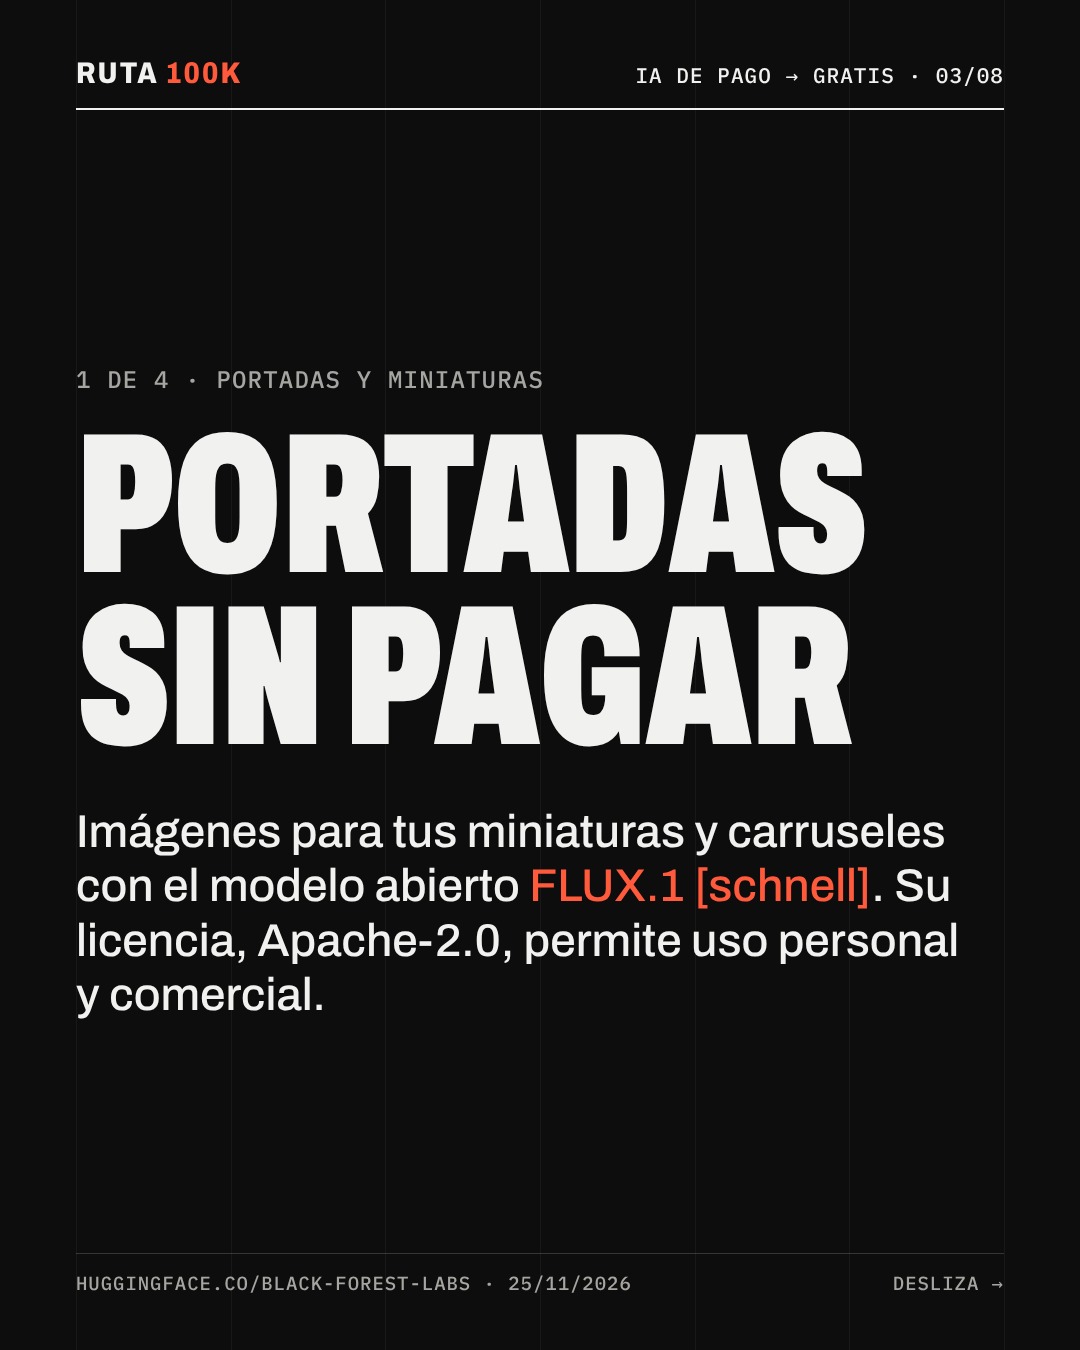 RUTA 100K
IA DE PAGO → GRATIS · 03/08
1 DE 4 · PORTADAS Y MINIATURAS
PORTADAS
SIN PAGAR
Imágenes para tus miniaturas y carruseles
con el modelo abierto FLUX.1 [schnell]. Su
licencia, Apache-2.0, permite uso personal
y comercial.
HUGGINGFACE.CO/BLACK-FOREST-LABS · 25/11/2026
DESLIZA →